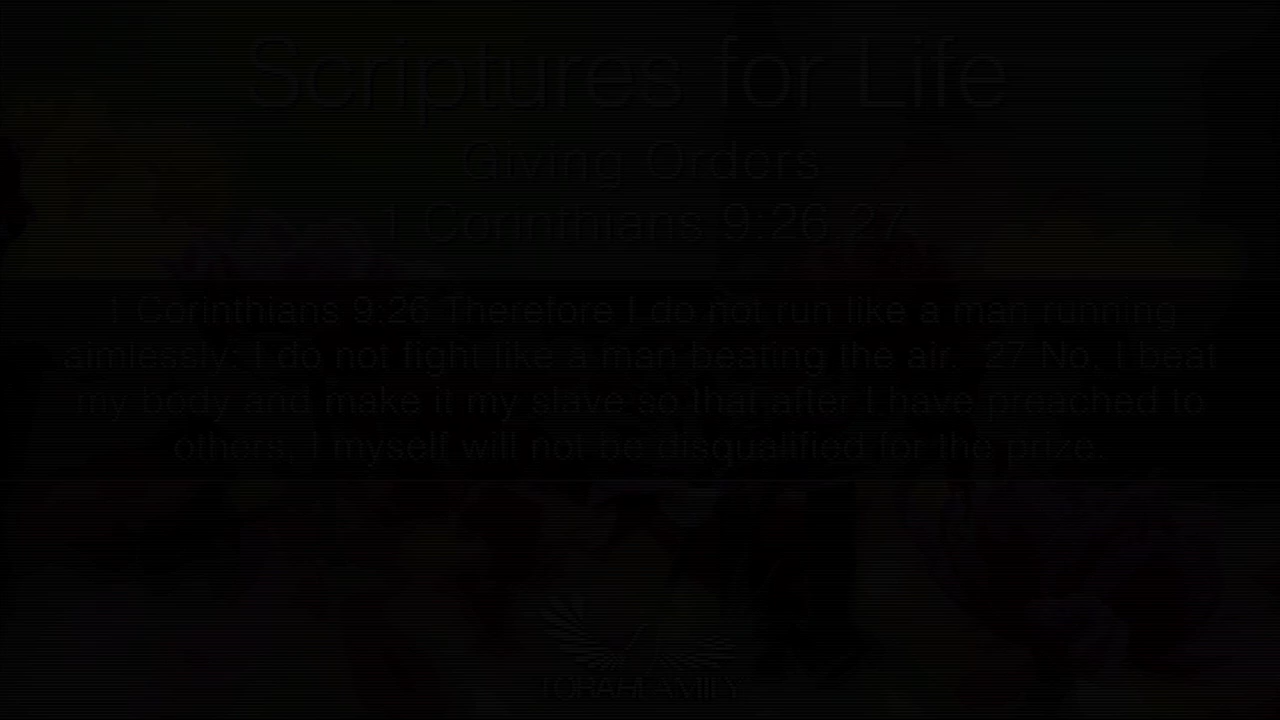 Scriptures for Life
Giving Orders
1 Corinthians 9:26,27
1 Corinthians 9:26 Therefore I do not run like a man running
aimlessly; I do not fight like a man beating the air.  27 No, I beat
my body and make it my slave so that after I have preached to
others, I myself will not be disqualified for the prize.
TORAHFAMILY